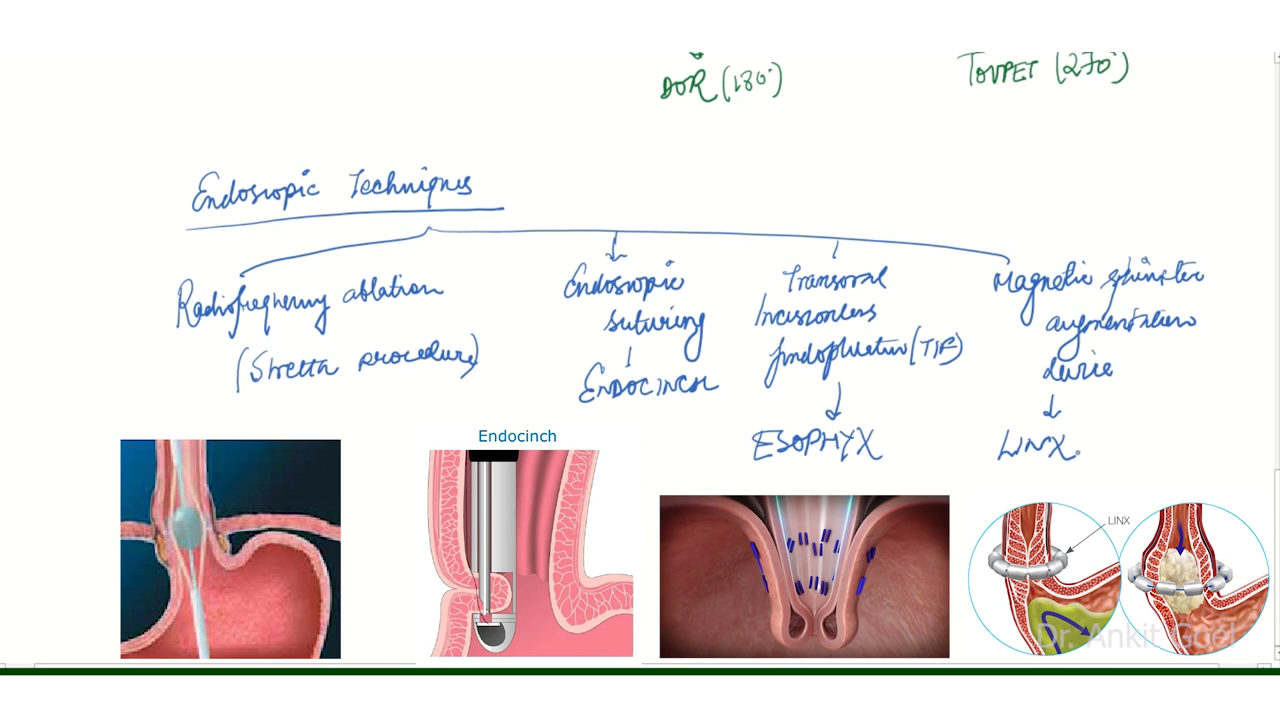 DOR (180°)
TOUPET (270°)
Endoscopic Techniques
Radiofrequency ablation
(Stretta procedure)
Endoscopic
suturing
ENDOCINCH
Transoral
Incisionless
fundoplication (TIF)
ESOPHYX
Magnetic sphincter
augmentation
device
LINX
Endocinch
LINX
Dr. Ankit Goel